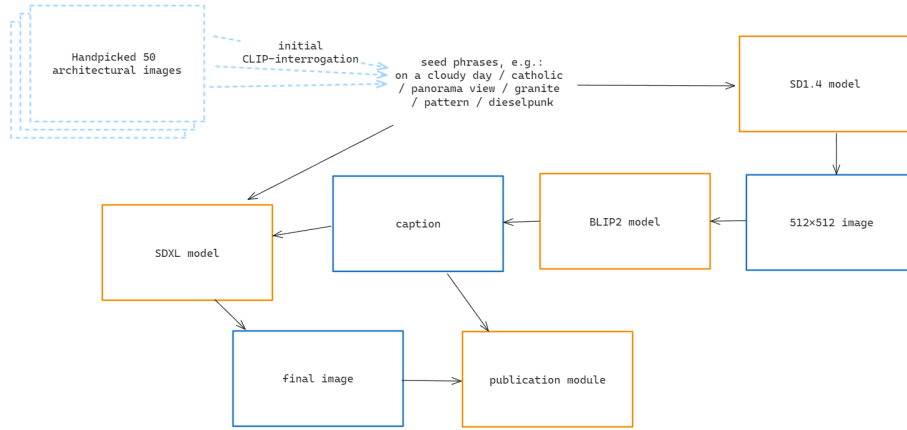 Handpicked 50
architectural images
initial
CLIP-interrogation
seed phrases, e.g.:
on a cloudy day / catholic
/ panorama view / granite
/ pattern / dieselpunk
SD1.4 model
SDXL model
caption
BLIP2 model
512×512 image
final image
publication module